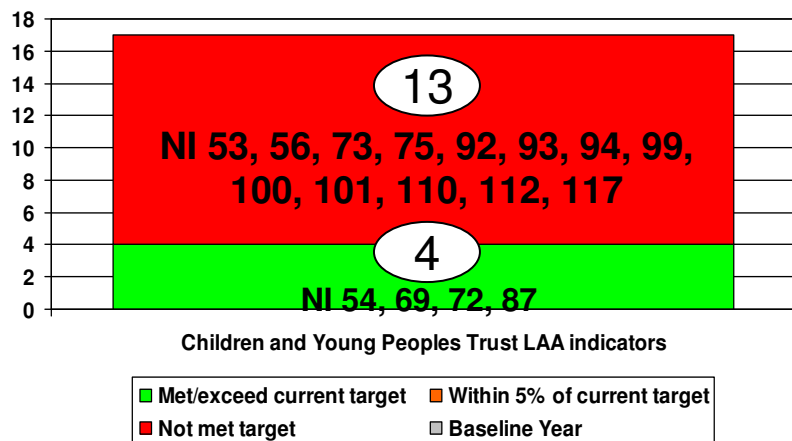 18
16
14
12
10
8
6
4
2
0
13
NI 53, 56, 73, 75, 92, 93, 94, 99,
100, 101, 110, 112, 117
4
NI 54, 69, 72, 87
Children and Young Peoples Trust LAA indicators
Met/exceed current target
Within 5% of current target
Not met target
Baseline Year